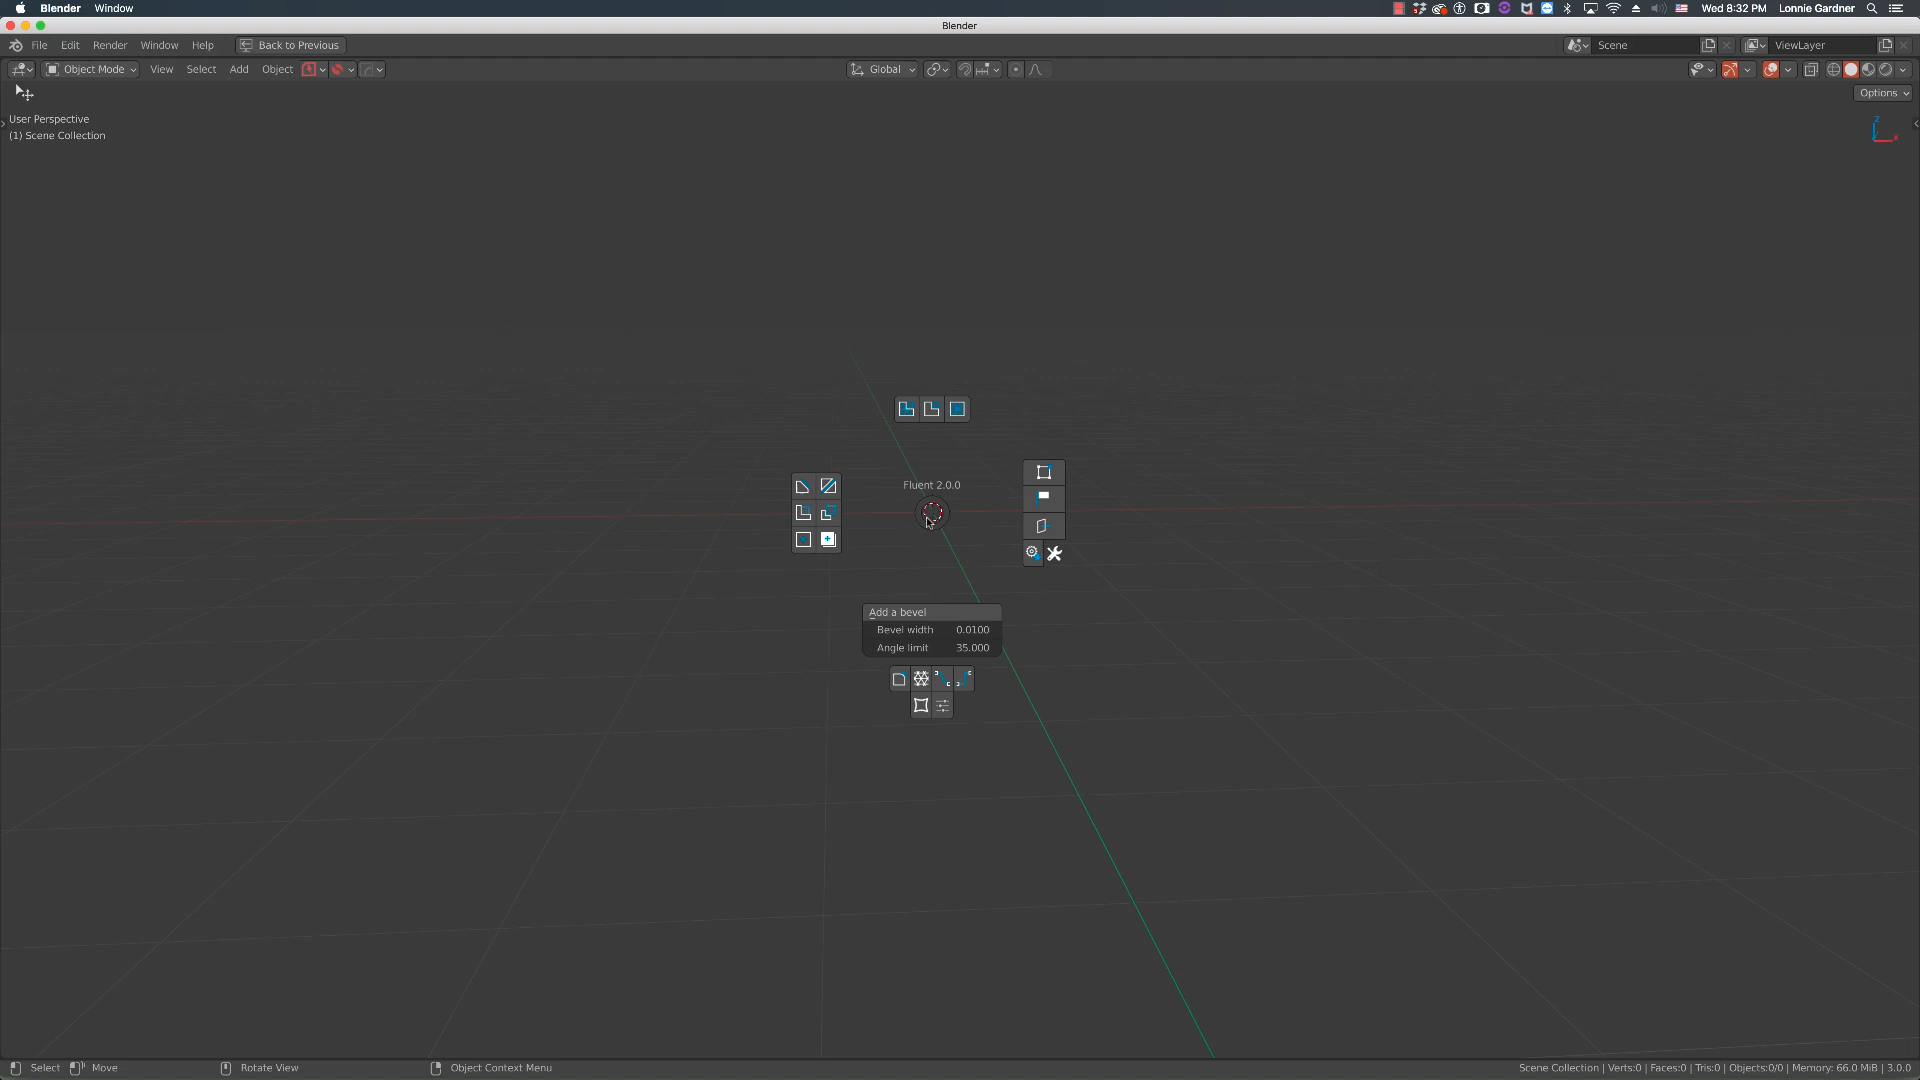 Blender Window Wed 8:32 PM Lonnie Gardner
Blender
File Edit Render Window Help Back to Previous Scene ViewLayer
Object Mode View Select Add Object Global
Options
User Perspective
(1) Scene Collection
Z
X
Fluent 2.0.0
Add a bevel
Bevel width 0.0100
Angle limit 35.000
Select Move Rotate View Object Context Menu Scene Collection | Verts:0 | Faces:0 | Tris:0 | Objects:0/0 | Memory: 66.0 MiB | 3.0.0